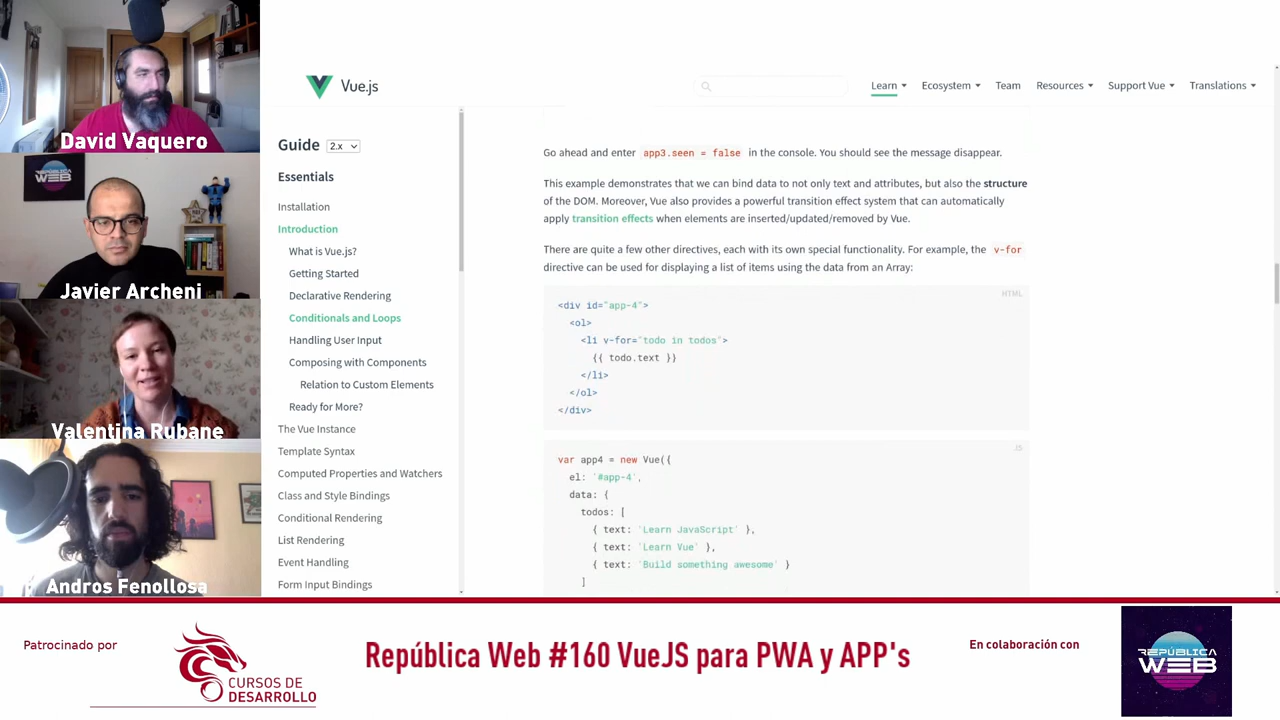 David Vaquero
REPÚBLICA
WEB
Javier Archeni
Valentina Rubane
Andros Fenollosa
Vue.js
Learn
Ecosystem
Team
Resources
Support Vue
Translations
Guide 2.x
Essentials
Installation
Introduction
What is Vue.js?
Getting Started
Declarative Rendering
Conditionals and Loops
Handling User Input
Composing with Components
Relation to Custom Elements
Ready for More?
The Vue Instance
Template Syntax
Computed Properties and Watchers
Class and Style Bindings
Conditional Rendering
List Rendering
Event Handling
Form Input Bindings
Go ahead and enter app3.seen = false in the console. You should see the message disappear.
This example demonstrates that we can bind data to not only text and attributes, but also the structure
of the DOM. Moreover, Vue also provides a powerful transition effect system that can automatically
apply transition effects when elements are inserted/updated/removed by Vue.
There are quite a few other directives, each with its own special functionality. For example, the v-for
directive can be used for displaying a list of items using the data from an Array:
HTML
<div id="app-4">
<ol>
<li v-for="todo in todos">
{{ todo.text }}
</li>
</ol>
</div>
JS
var app4 = new Vue({
el: '#app-4',
data: {
todos: [
{ text: 'Learn JavaScript' },
{ text: 'Learn Vue' },
{ text: 'Build something awesome' }
]
Patrocinado por
CURSOS DE
DESARROLLO
República Web #160 VueJS para PWA y APP's
En colaboración con
REPÚBLICA
WEB